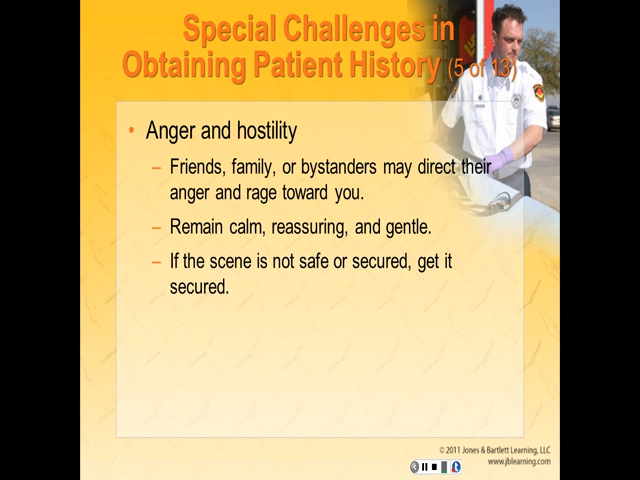 Special Challenges in
Obtaining Patient History (5 of 13)
• Anger and hostility
– Friends, family, or bystanders may direct their
anger and rage toward you.
– Remain calm, reassuring, and gentle.
– If the scene is not safe or secured, get it
secured.
© 2011 Jones & Bartlett Learning, LLC
www.jblearning.com